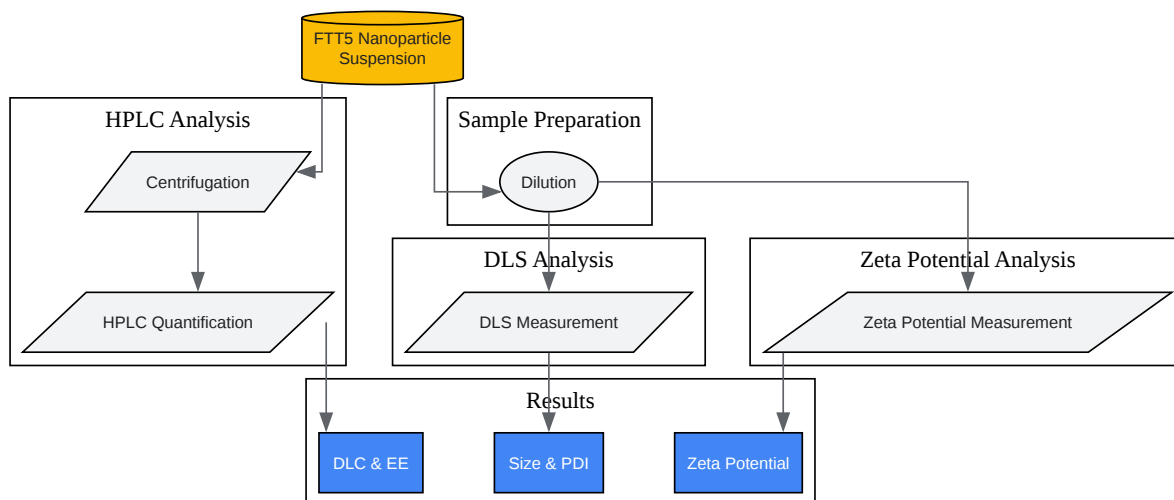 FTT5 Nanoparticle
Suspension
HPLC Analysis
Sample Preparation
Centrifugation
Dilution
DLS Analysis
Zeta Potential Analysis
HPLC Quantification
DLS Measurement
Zeta Potential Measurement
Results
DLC & EE
Size & PDI
Zeta Potential